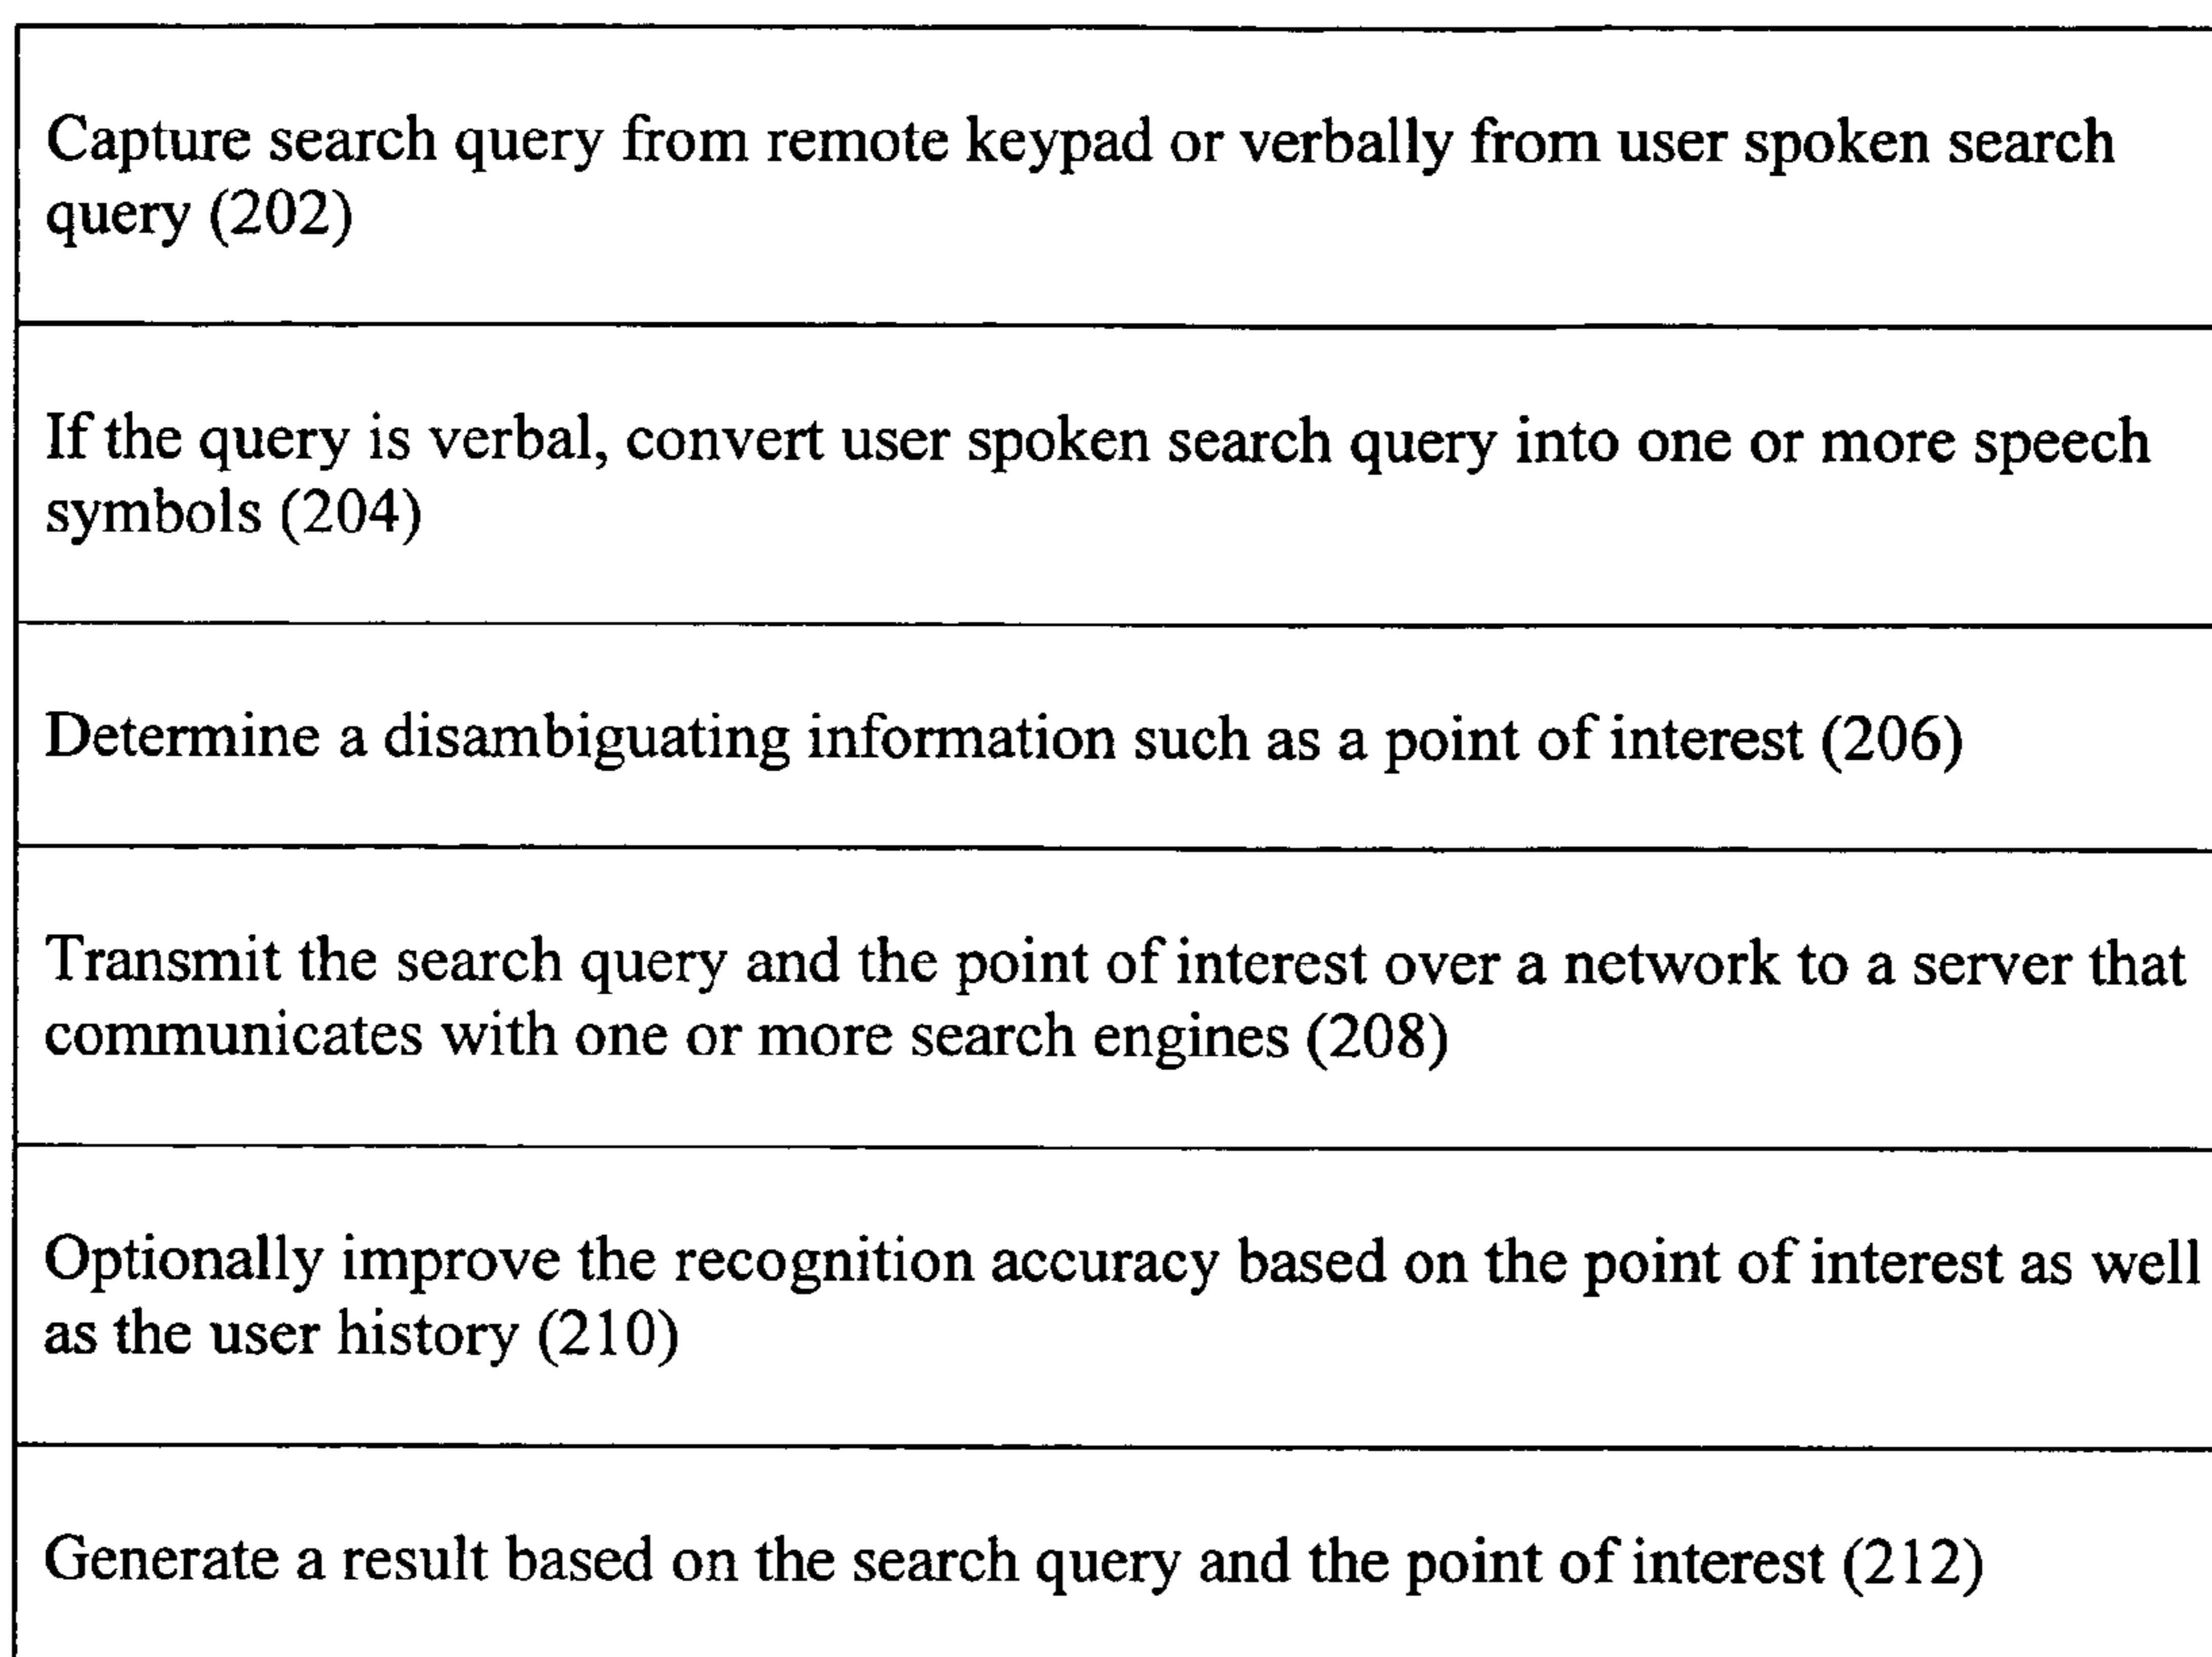 Capture search query from remote keypad or verbally from user spoken search
query (202)
If the query is verbal, convert user spoken search query into one or more speech
symbols (204)
Determine a disambiguating information such as a point of interest (206)
Transmit the search query and the point of interest over a network to a server that
communicates with one or more search engines (208)
Optionally improve the recognition accuracy based on the point of interest as well
as the user history (210)
Generate a result based on the search query and the point of interest (212)